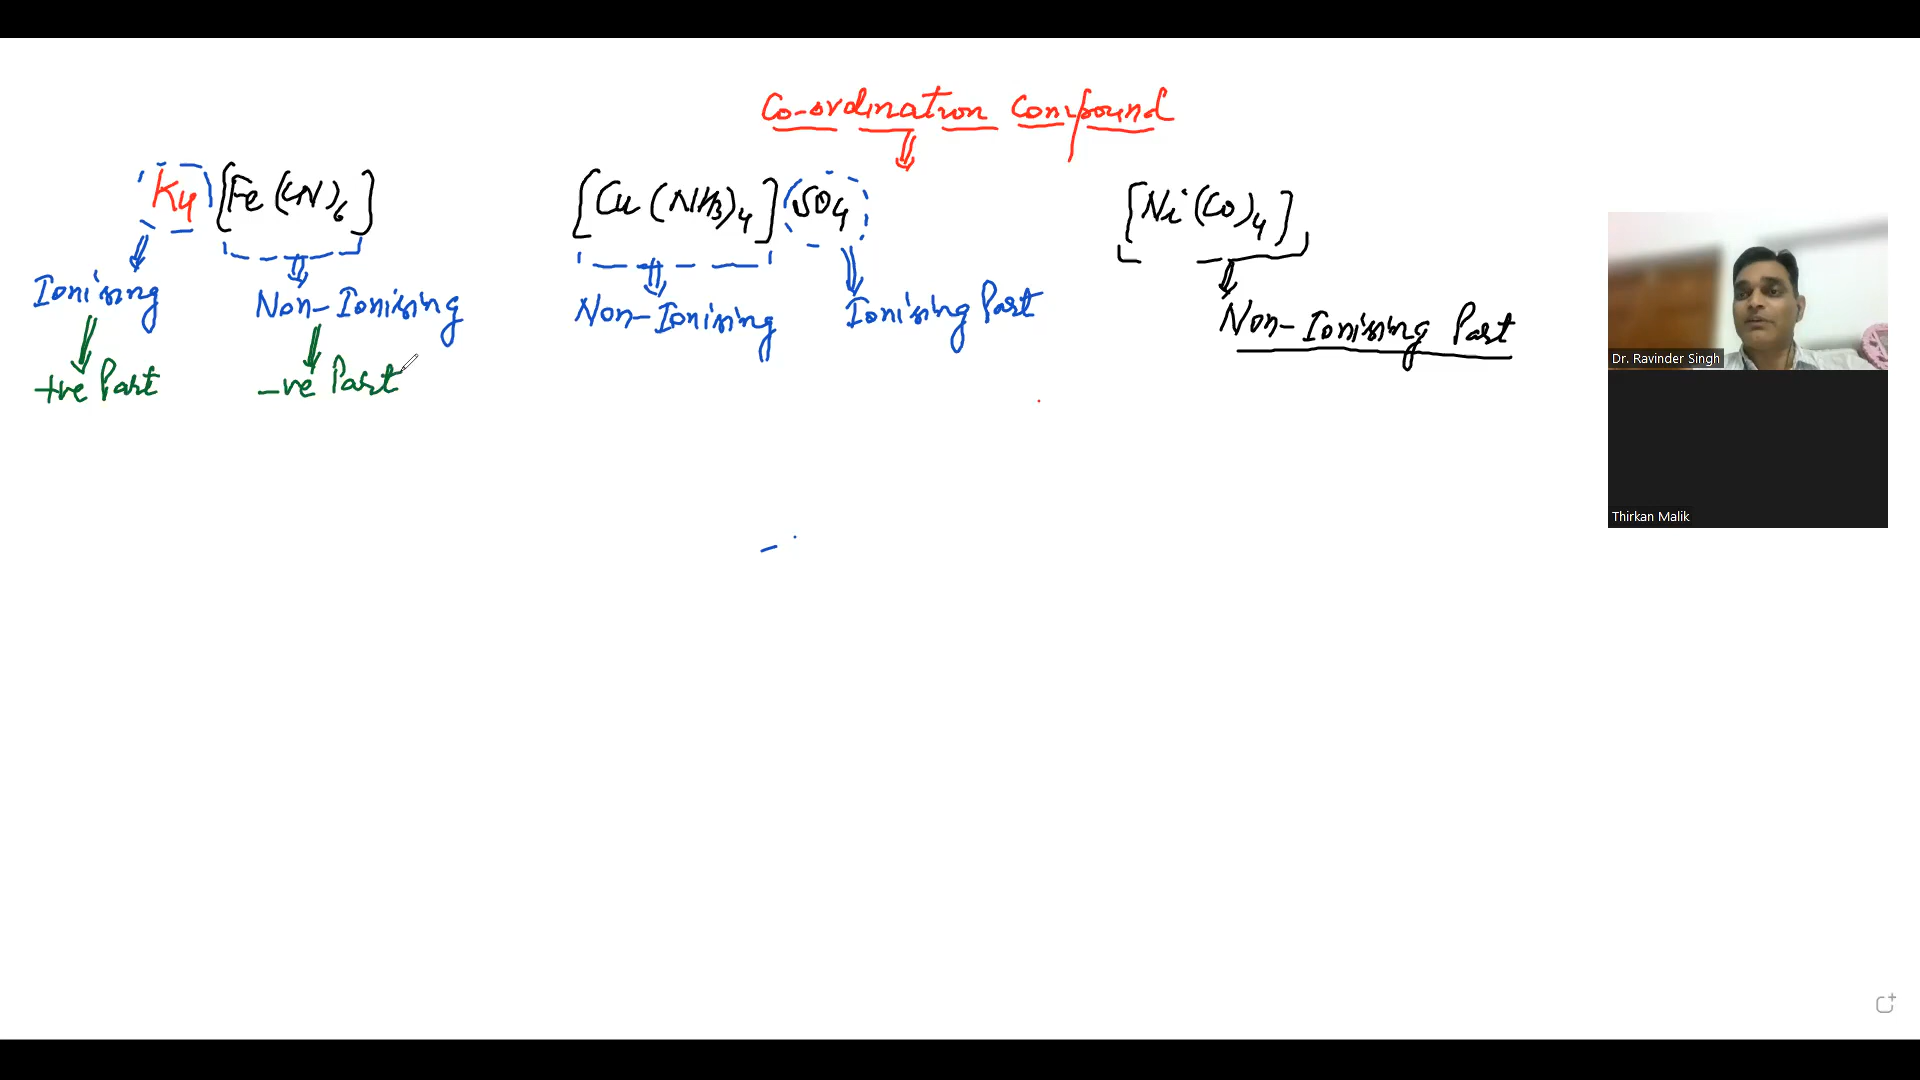 Co-ordination Compound
K4 [Fe(CN)6]
[Cu(NH3)4] SO4
[Ni(CO)4]
Ionising
Non-Ionising
Non-Ionising
Ionising Part
Non-Ionising Part
+ve Part
-ve Part
Dr. Ravinder Singh
Thirkan Malik